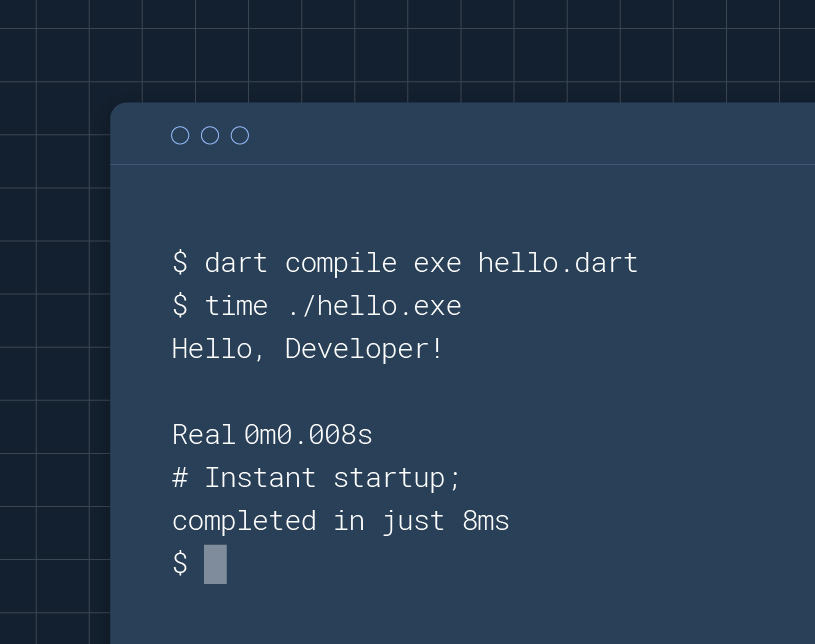 $ dart compile exe hello.dart
$ time ./hello.exe
Hello, Developer!
Real 0m0.008s
# Instant startup;
completed in just 8ms
$